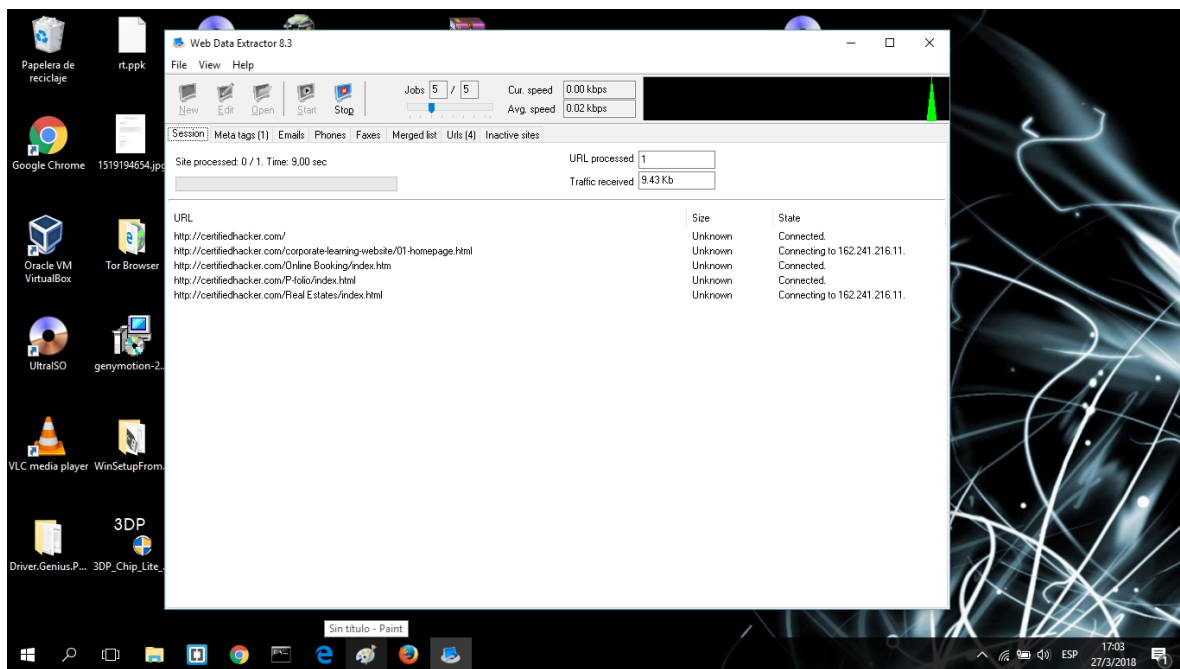 Web Data Extractor 8.3
File View Help
New Edit Open Start Stop
Jobs 5 / 5
Cur. speed 0.00 kbps
Avg. speed 0.02 kbps
Session Meta tags (1) Emails Phones Faxes Merged list Urls (4) Inactive sites
Site processed: 0 / 1. Time: 9,00 sec
URL processed 1
Traffic received 9.43 Kb
URL Size State
http://certifiedhacker.com/ Unknown Connected.
http://certifiedhacker.com/corporate-learning-website/01-homepage.html Unknown Connecting to 162.241.216.11.
http://certifiedhacker.com/Online Booking/index.htm Unknown Connected.
http://certifiedhacker.com/P-folio/index.html Unknown Connected.
http://certifiedhacker.com/Real Estates/index.html Unknown Connecting to 162.241.216.11.
Papelera de
reciclaje
rt.ppk
Google Chrome
1519194654.jpg
Oracle VM
VirtualBox
Tor Browser
UltraISO
genymotion-2...
VLC media player
WinSetupFrom...
3DP
Driver.Genius.P...
3DP_Chip_Lite_...
Sin título - Paint
ESP
17:03
27/3/2018
1